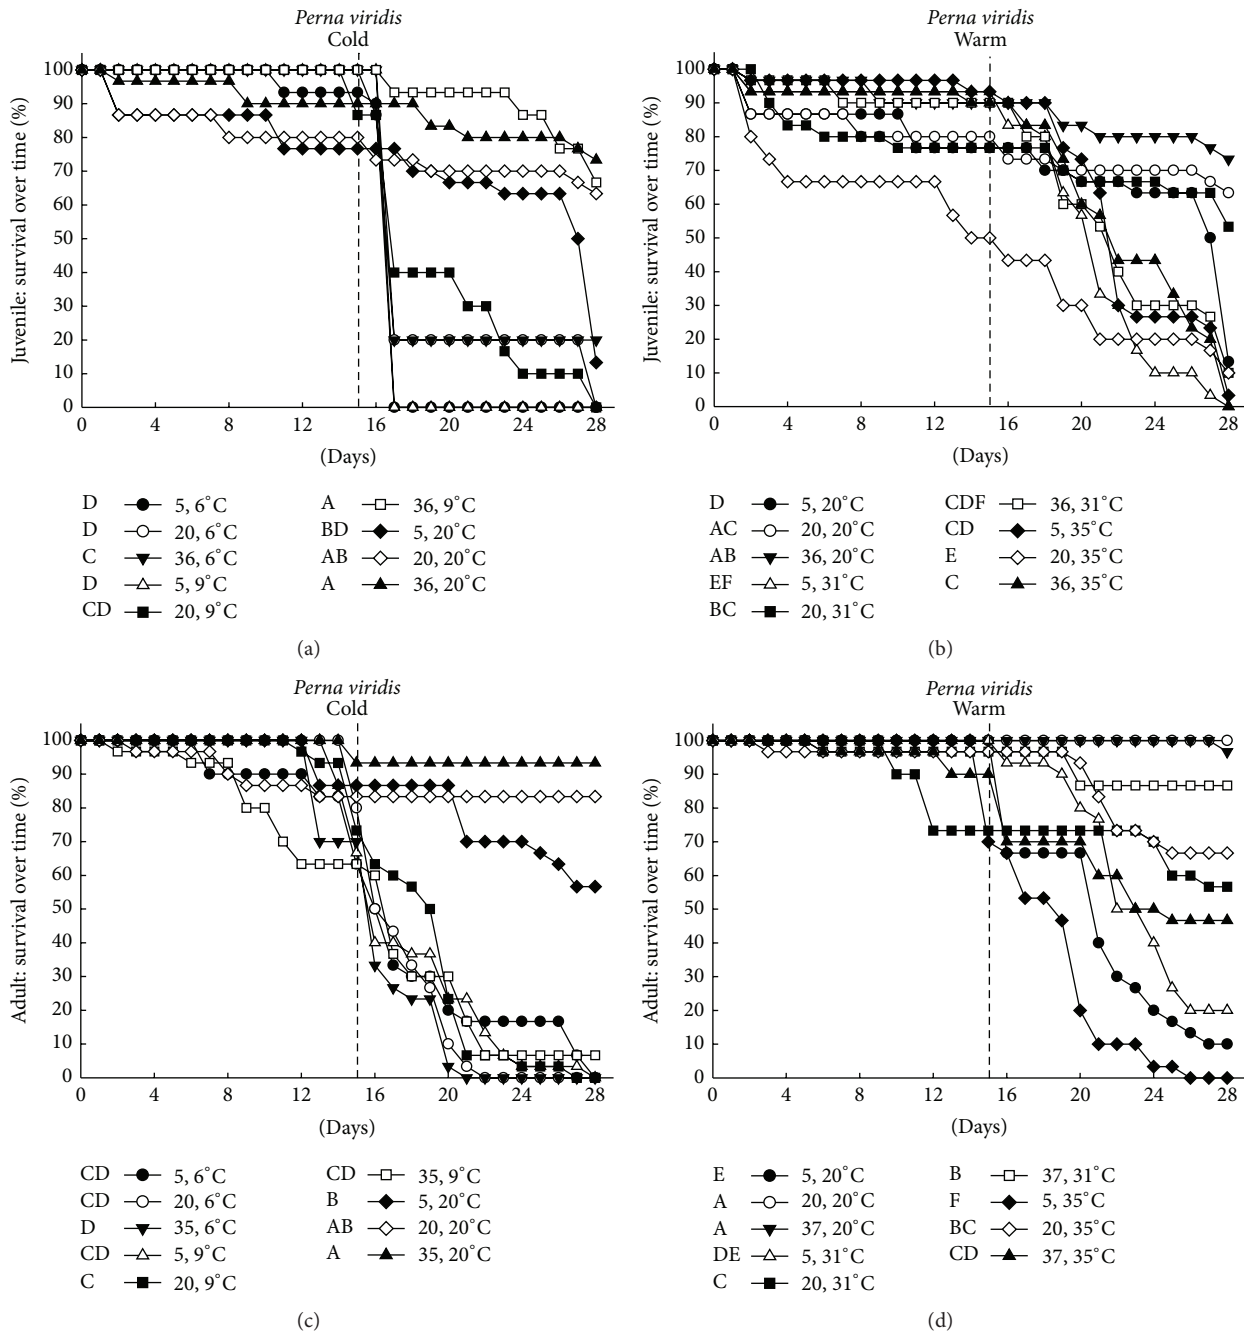 Perna viridis
Cold
Juvenile: survival over time (%)
100
90
80
70
60
50
40
30
20
10
0
0 4 8 12 16 20 24 28
(Days)
D 5, 6°C
D 20, 6°C
C 36, 6°C
D 5, 9°C
CD 20, 9°C
A 36, 9°C
BD 5, 20°C
AB 20, 20°C
A 36, 20°C
(a)
Perna viridis
Warm
Juvenile: survival over time (%)
100
90
80
70
60
50
40
30
20
10
0
0 4 8 12 16 20 24 28
(Days)
D 5, 20°C
AC 20, 20°C
AB 36, 20°C
EF 5, 31°C
BC 20, 31°C
CDF 36, 31°C
CD 5, 35°C
E 20, 35°C
C 36, 35°C
(b)
Perna viridis
Cold
Adult: survival over time (%)
100
90
80
70
60
50
40
30
20
10
0
0 4 8 12 16 20 24 28
(Days)
CD 5, 6°C
CD 20, 6°C
D 35, 6°C
CD 5, 9°C
C 20, 9°C
CD 35, 9°C
B 5, 20°C
AB 20, 20°C
A 35, 20°C
(c)
Perna viridis
Warm
Adult: survival over time (%)
100
90
80
70
60
50
40
30
20
10
0
0 4 8 12 16 20 24 28
(Days)
E 5, 20°C
A 20, 20°C
A 37, 20°C
DE 5, 31°C
C 20, 31°C
B 37, 31°C
F 5, 35°C
BC 20, 35°C
CD 37, 35°C
(d)